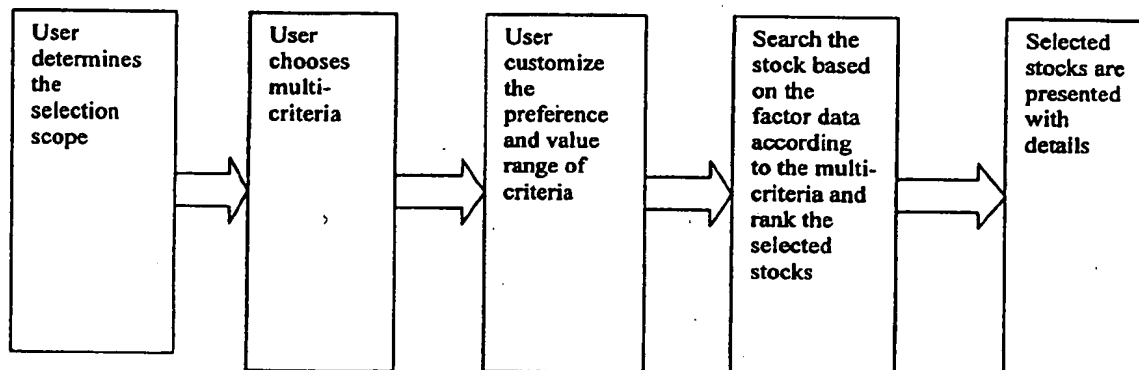 User
determines
the
selection
scope
User
chooses
multi-
criteria
User
customize
the
preference
and value
range of
criteria
Search the
stock based
on the
factor data
according
to the multi-
criteria and
rank the
selected
stocks
Selected
stocks are
presented
with
details